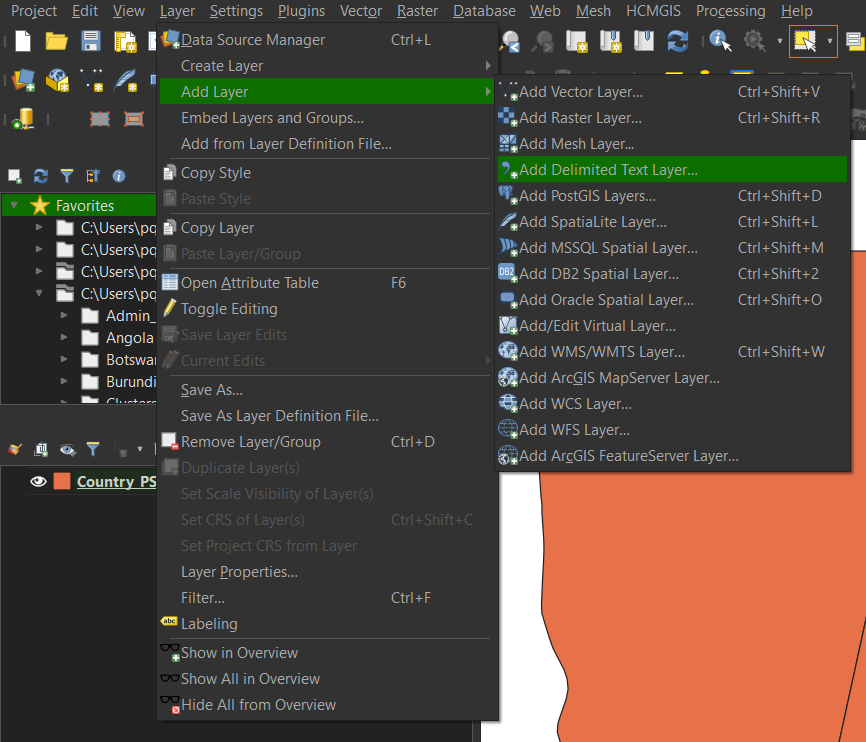 Project Edit View Layer Settings Plugins Vector Raster Database Web Mesh HCMGIS Processing Help
Data Source Manager Ctrl+L
Create Layer
Add Layer
Embed Layers and Groups...
Add from Layer Definition File...
Copy Style
Paste Style
Copy Layer
Paste Layer/Group
Open Attribute Table F6
Toggle Editing
Save Layer Edits
Current Edits
Save As...
Save As Layer Definition File...
Remove Layer/Group Ctrl+D
Duplicate Layer(s)
Set Scale Visibility of Layer(s)
Set CRS of Layer(s) Ctrl+Shift+C
Set Project CRS from Layer
Layer Properties...
Filter... Ctrl+F
abc Labeling
Show in Overview
Show All in Overview
Hide All from Overview
Add Vector Layer... Ctrl+Shift+V
Add Raster Layer... Ctrl+Shift+R
Add Mesh Layer...
Add Delimited Text Layer...
Add PostGIS Layers... Ctrl+Shift+D
Add SpatiaLite Layer... Ctrl+Shift+L
Add MSSQL Spatial Layer... Ctrl+Shift+M
DB2 Add DB2 Spatial Layer... Ctrl+Shift+2
Add Oracle Spatial Layer... Ctrl+Shift+O
Add/Edit Virtual Layer...
Add WMS/WMTS Layer... Ctrl+Shift+W
Add ArcGIS MapServer Layer...
Add WCS Layer...
Add WFS Layer...
Add ArcGIS FeatureServer Layer...
Favorites
C:\Users\pq
C:\Users\pq
C:\Users\pq
C:\Users\pq
Admin_
Angola
Botswa
Burundi
Country_PS